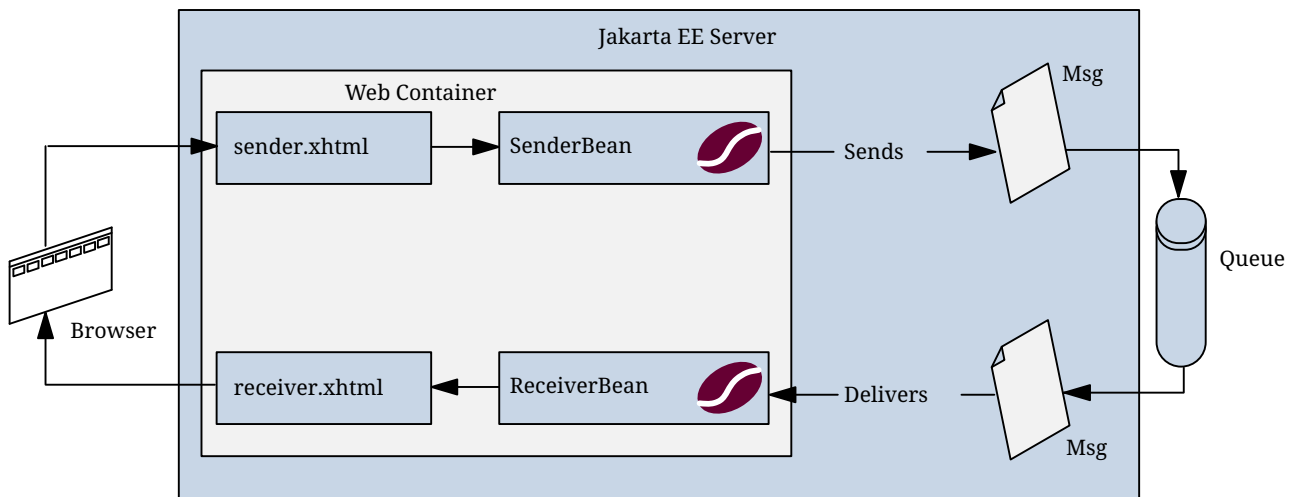 Jakarta EE Server
Web Container
Msg
sender.xhtml
SenderBean
Sends
Queue
Browser
receiver.xhtml
ReceiverBean
Delivers
Msg